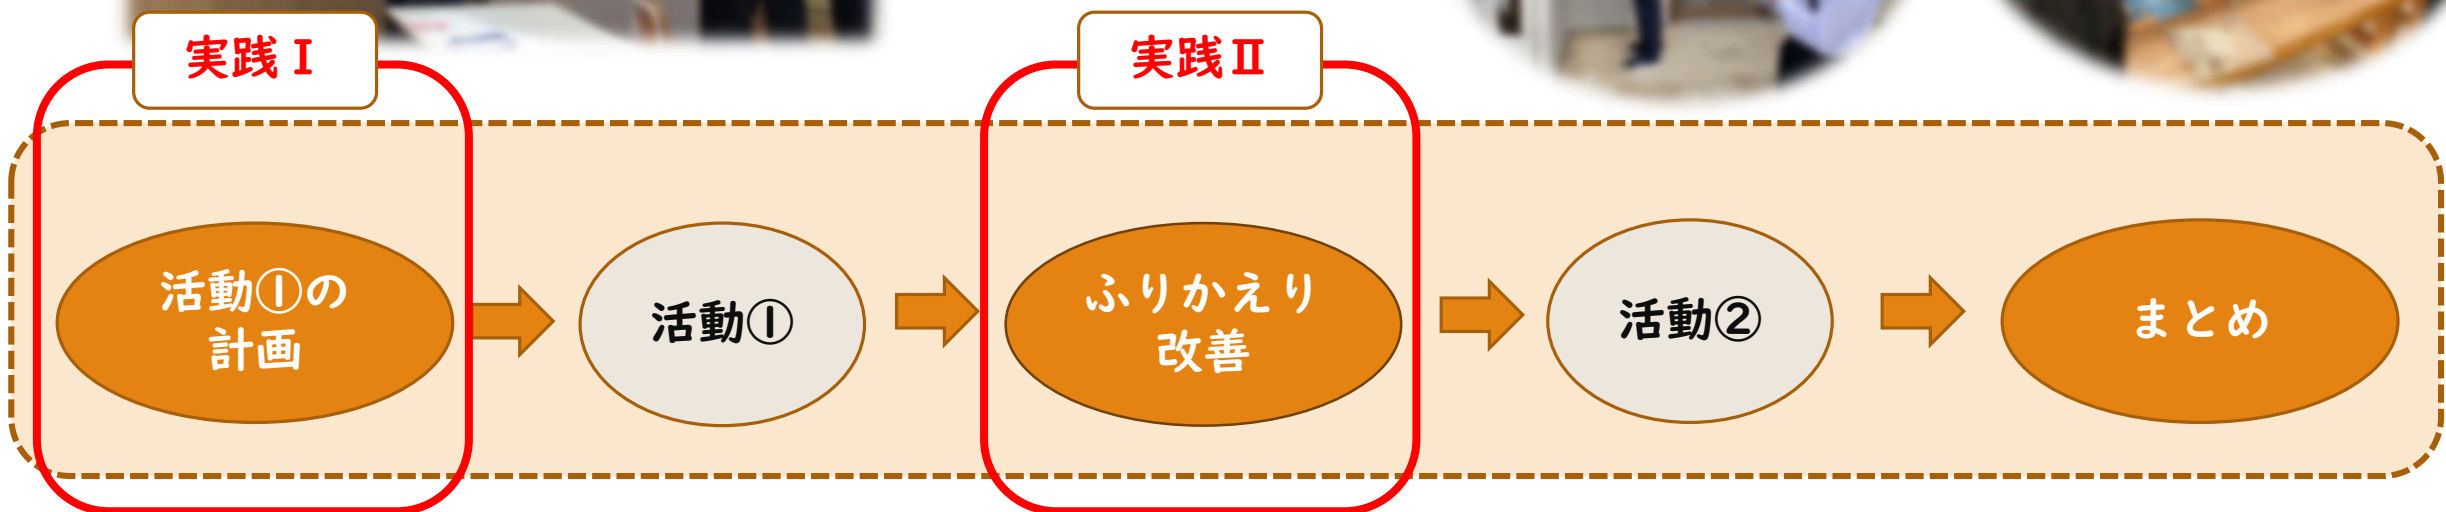 実践Ⅰ
実践Ⅱ
活動①の
計画
活動①
ふりかえり
改善
活動②
まとめ